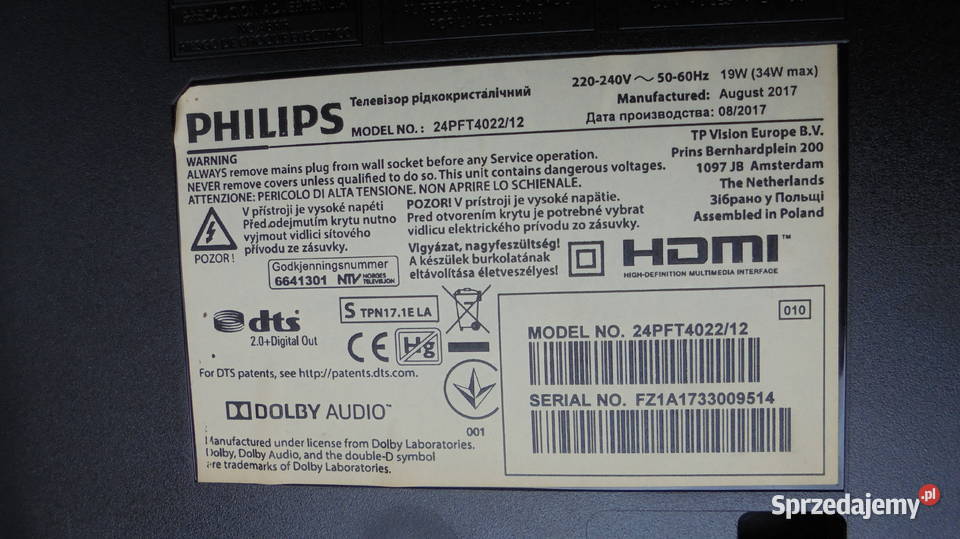 PRECAUCION, ADVERTENCIA
PHILIPS
Телевізор рідкокристалічний
MODEL NO.: 24PFT4022/12
220-240V ~ 50-60Hz 19W (34W max)
Manufactured: August 2017
Дата производства: 08/2017
TP Vision Europe B.V.
Prins Bernhardplein 200
1097 JB Amsterdam
The Netherlands
Зібрано у Польщі
Assembled in Poland
WARNING
ALWAYS remove mains plug from wall socket before any Service operation.
NEVER remove covers unless qualified to do so. This unit contains dangerous voltages.
ATTENZIONE: PERICOLO DI ALTA TENSIONE. NON APRIRE LO SCHIENALE.
POZOR!
V přístroji je vysoké napětí
Před odejmutím krytu nutno
vyjmout vidlici síťového
přívodu ze zásuvky.
POZOR! V prístroji je vysoké napätie.
Pred otvorením krytu je potrebné vybrat
vidlicu elektrického prívodu zo zásuvky.
Vigyázat, nagyfeszültség!
A készülek burkolatának
eltávolítása életveszélyes!
HDMI™
HIGH-DEFINITION MULTIMEDIA INTERFACE
Godkjenningsnummer
6641301 NTV NORGES TELEVISJON
dts
2.0+Digital Out
S TPN17.1E LA
CE
Hg
For DTS patents, see http://patents.dts.com.
001
DOLBY AUDIO™
Manufactured under license from Dolby Laboratories.
Dolby, Dolby Audio, and the double-D symbol
are trademarks of Dolby Laboratories.
010
MODEL NO. 24PFT4022/12
SERIAL NO. FZ1A1733009514
Sprzedajemy.pl